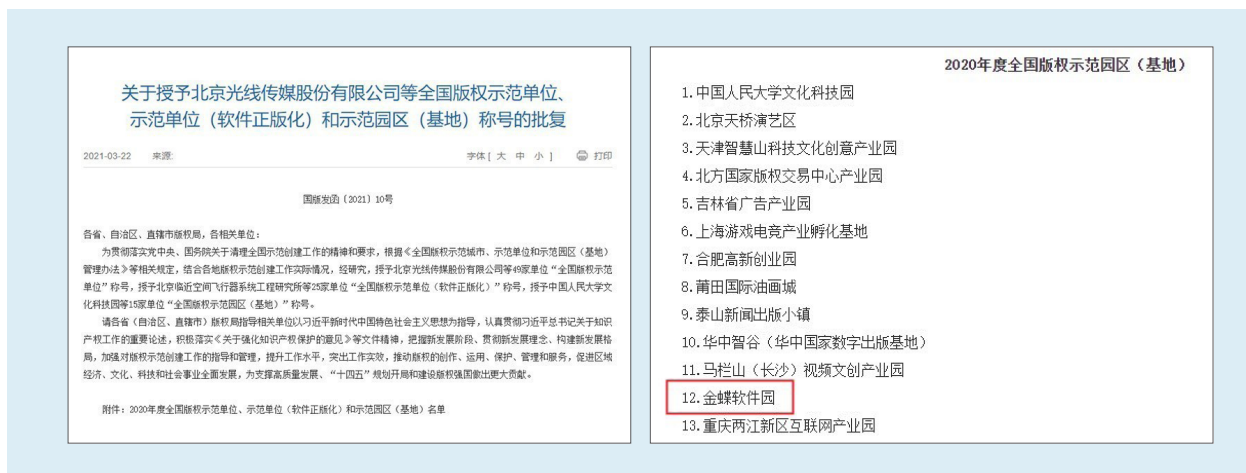 关于授予北京光线传媒股份有限公司等全国版权示范单位、
示范单位（软件正版化）和示范园区（基地）称号的批复
2021-03-22 来源: 字体 [ 大 中 小 ] 打印
国版发函〔2021〕10号
各省、自治区、直辖市版权局，各相关单位：
为贯彻落实党中央、国务院关于清理全国示范创建工作的精神和要求，根据《全国版权示范城市、示范单位和示范园区（基地）
管理办法》等相关规定，结合各地版权示范创建工作实际情况，经研究，授予北京光线传媒股份有限公司等49家单位“全国版权示范
单位”称号，授予北京临近空间飞行器系统工程研究所等25家单位“全国版权示范单位（软件正版化）”称号，授予中国人民大学文
化科技园等15家单位“全国版权示范园区（基地）”称号。
请各省（自治区、直辖市）版权局指导相关单位以习近平新时代中国特色社会主义思想为指导，认真贯彻习近平总书记关于知识
产权工作的重要论述，积极落实《关于强化知识产权保护的意见》等文件精神，把握新发展阶段、贯彻新发展理念、构建新发展格
局，加强对版权示范创建工作的指导和管理，提升工作水平，突出工作实效，推动版权的创作、运用、保护、管理和服务，促进区域
经济、文化、科技和社会事业全面发展，为支撑高质量发展、“十四五”规划开局和建设版权强国做出更大贡献。
附件：2020年度全国版权示范单位、示范单位（软件正版化）和示范园区（基地）名单
2020年度全国版权示范园区（基地）
1.中国人民大学文化科技园
2.北京天桥演艺区
3.天津智慧山科技文化创意产业园
4.北方国家版权交易中心产业园
5.吉林省广告产业园
6.上海游戏电竞产业孵化基地
7.合肥高新创业园
8.莆田国际油画城
9.泰山新闻出版小镇
10.华中智谷（华中国家数字出版基地）
11.马栏山（长沙）视频文创产业园
12.金蝶软件园
13.重庆两江新区互联网产业园